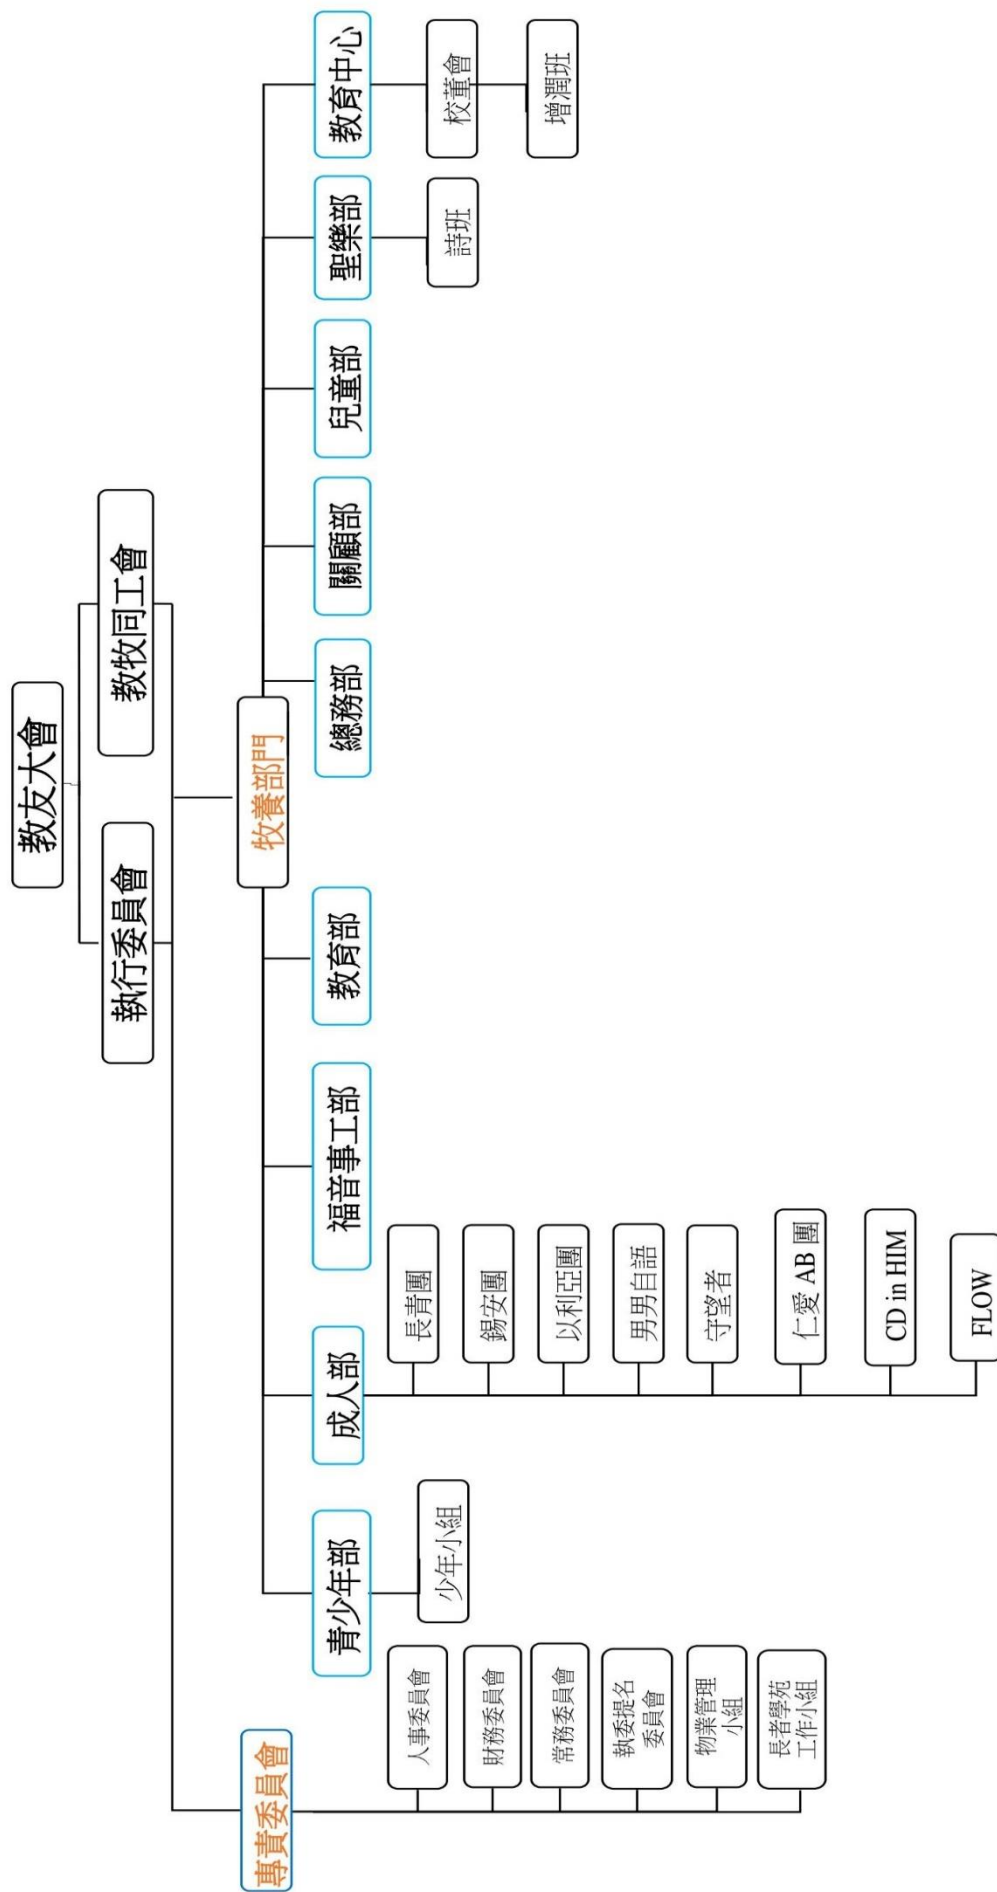 教友大會
執行委員會
教牧同工會
專責委員會
牧養部門
青少年部
成人部
福音事工部
教育部
總務部
關顧部
兒童部
聖樂部
教育中心
人事委員會
財務委員會
常務委員會
執委提名
委員會
物業管理
小組
長者學苑
工作小組
少年小組
長青團
錫安團
以利亞團
男男自語
守望者
仁愛 AB 團
CD in HIM
FLOW
詩班
校董會
增潤班